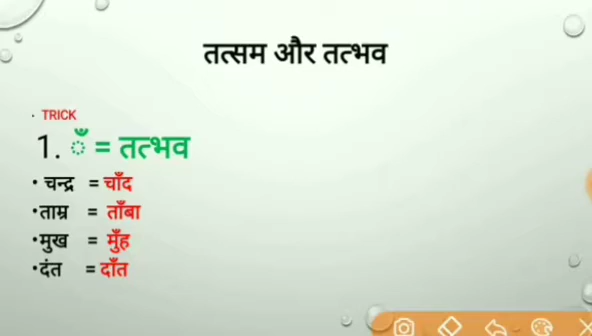 तत्सम और तत्भव
· TRICK
1. ँ = तत्भव
• चन्द्र = चाँद
•ताम्र = ताँबा
•मुख = मुँह
•दंत = दाँत